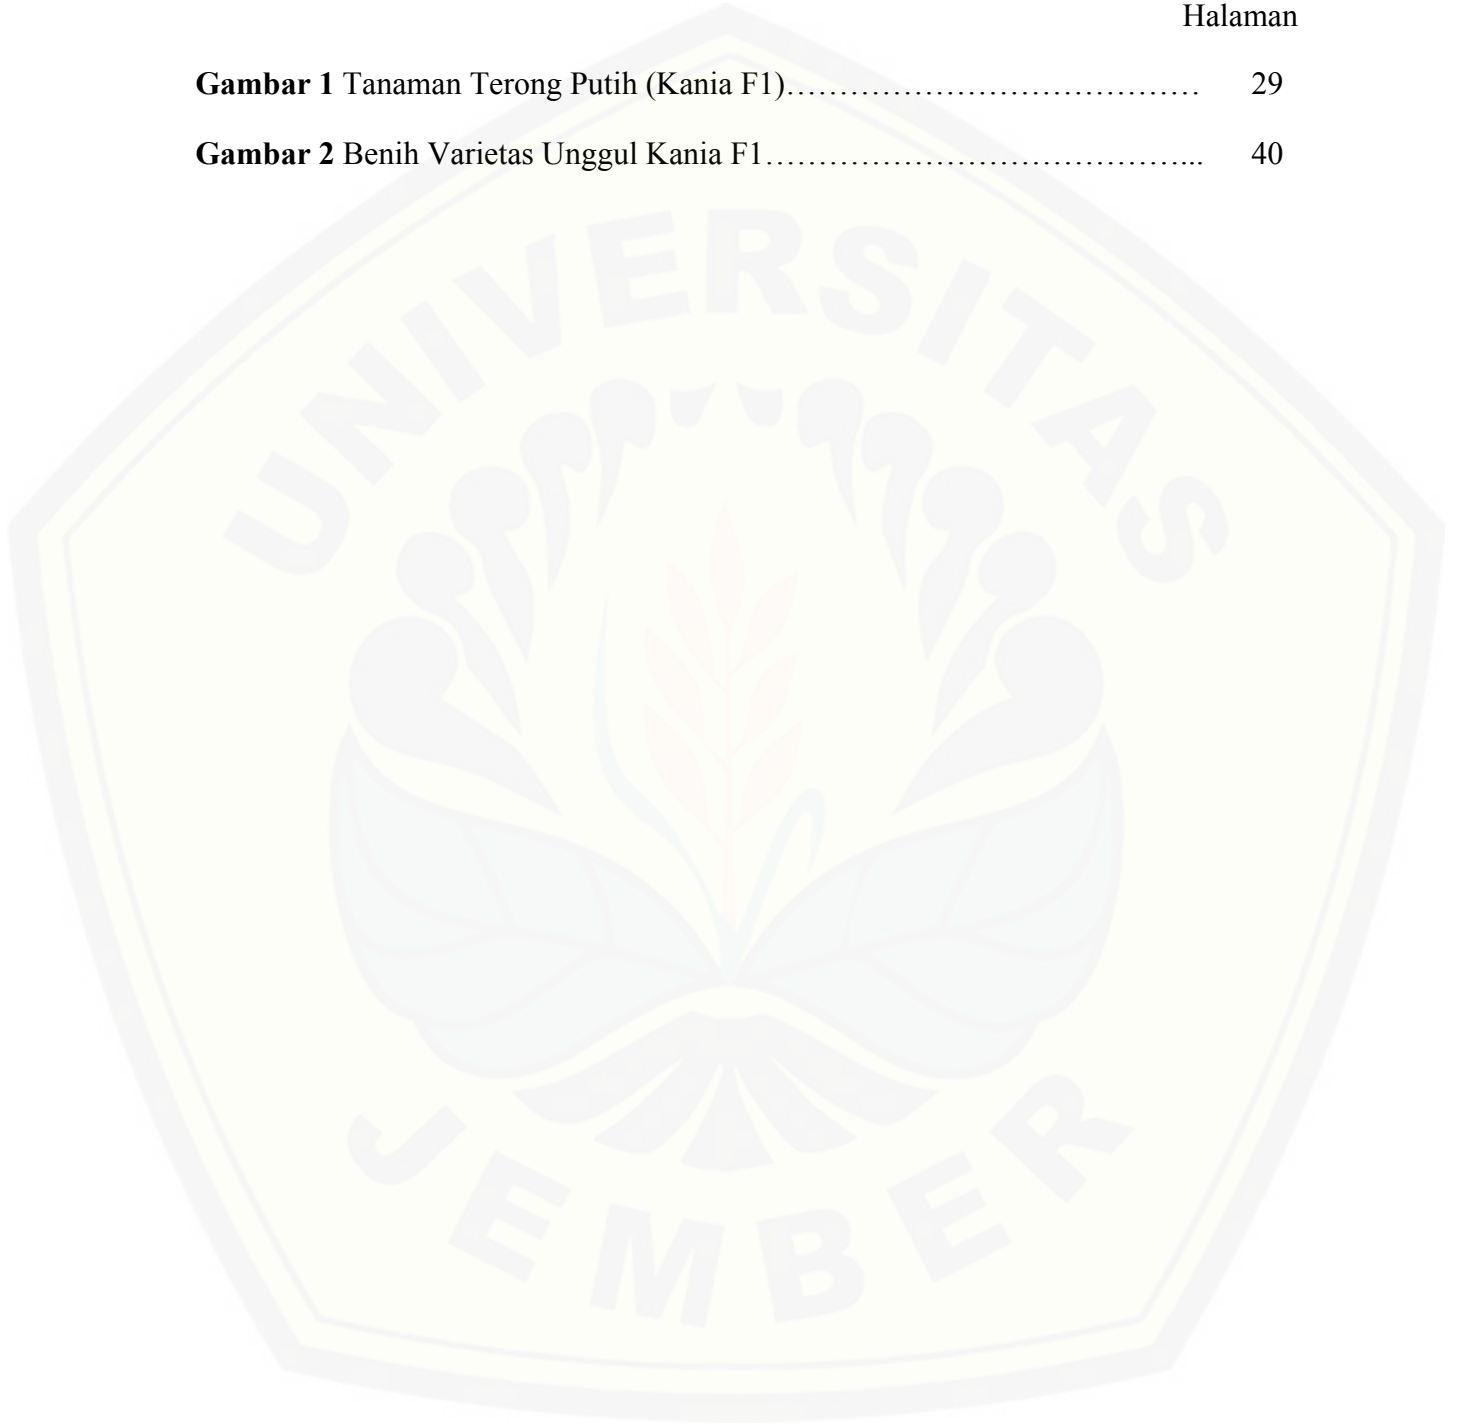 Halaman
Gambar 1 Tanaman Terong Putih (Kania F1)………………………………… 29
Gambar 2 Benih Varietas Unggul Kania F1…………………………………... 40
UNIVERSITAS
JEMBER